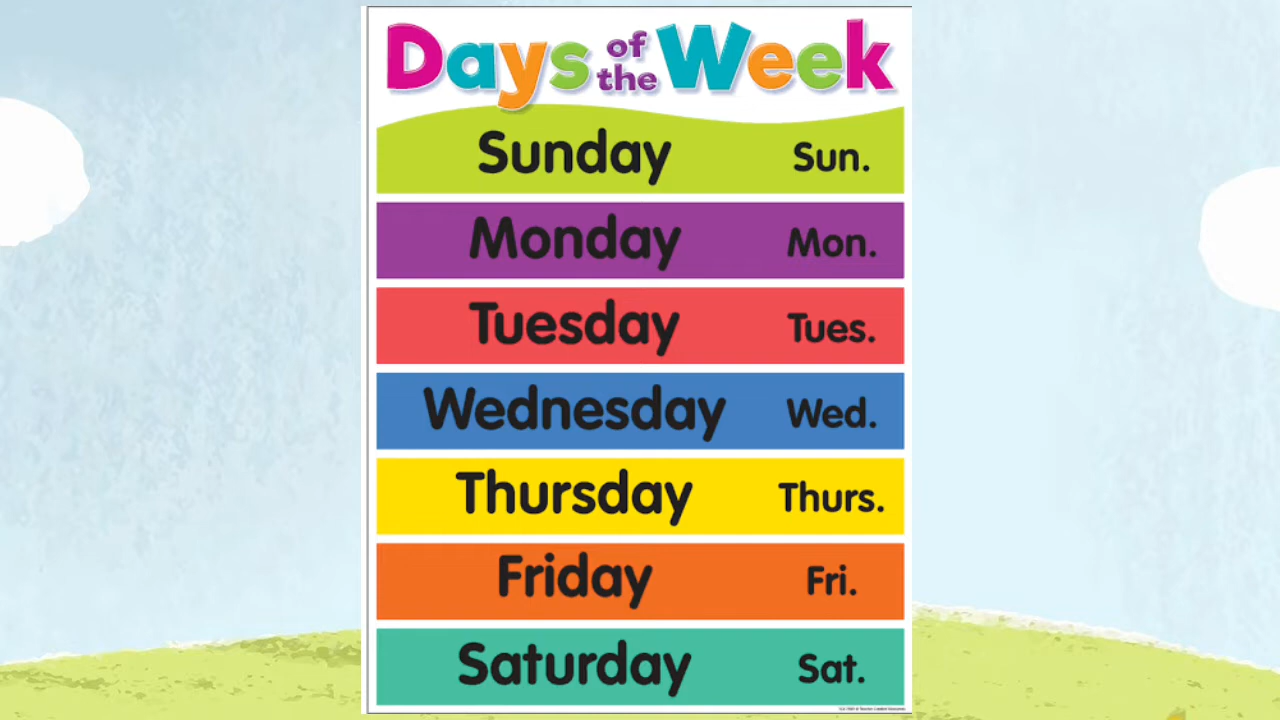 Days of the Week
Sunday Sun.
Monday Mon.
Tuesday Tues.
Wednesday Wed.
Thursday Thurs.
Friday Fri.
Saturday Sat.